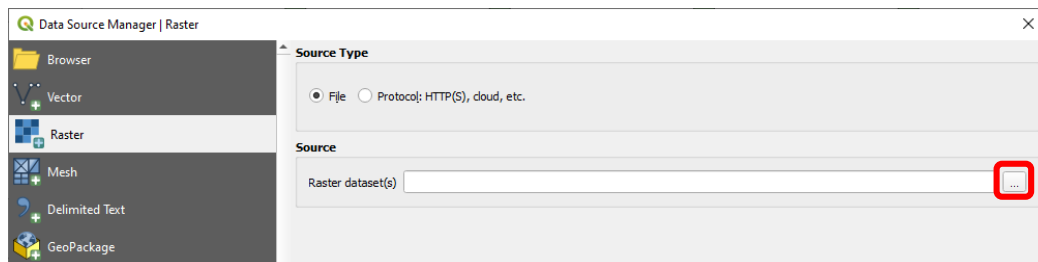 Data Source Manager | Raster
Browser
Vector
Raster
Mesh
Delimited Text
GeoPackage
Source Type
File
Protocol: HTTP(S), cloud, etc.
Source
Raster dataset(s)
...